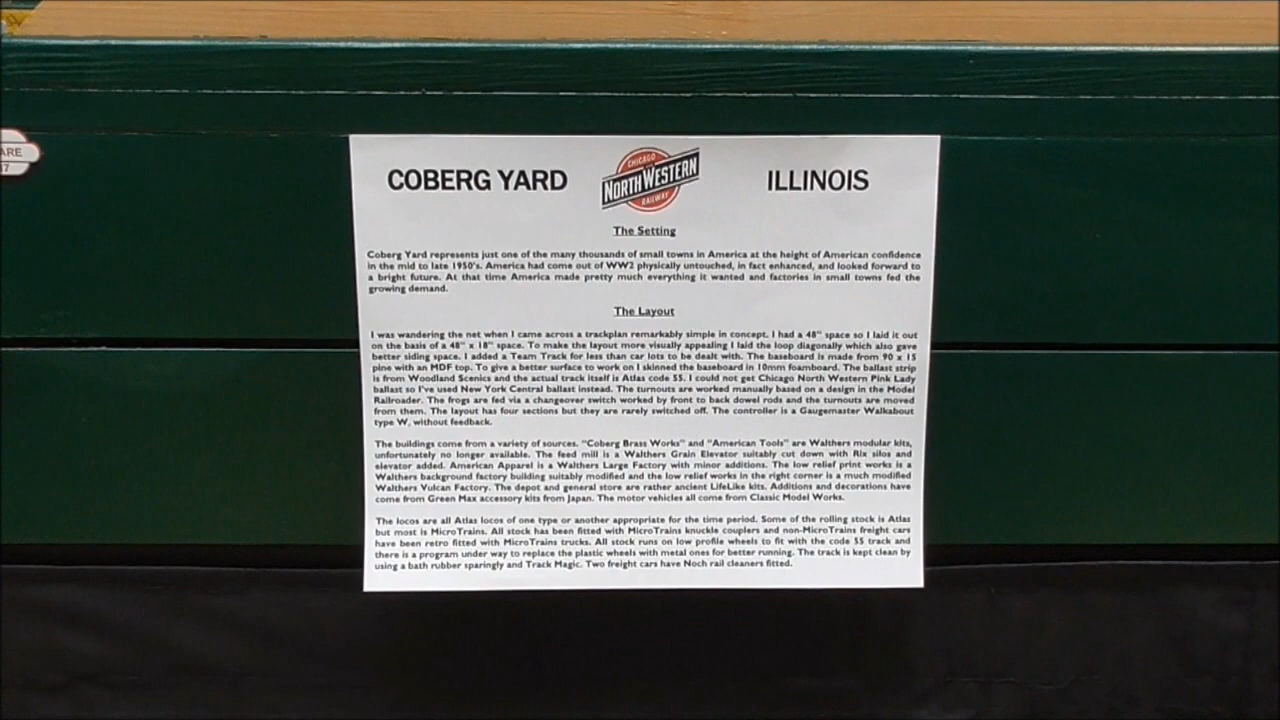 ARE
17
COBERG YARD
CHICAGO
NORTH WESTERN
RAILWAY
ILLINOIS
The Setting
Coberg Yard represents just one of the many thousands of small towns in America at the height of American confidence
in the mid to late 1950's. America had come out of WW2 physically untouched, in fact enhanced, and looked forward to
a bright future. At that time America made pretty much everything it wanted and factories in small towns fed the
growing demand.
The Layout
I was wandering the net when I came across a trackplan remarkably simple in concept. I had a 48" space so I laid it out
on the basis of a 48" x 18" space. To make the layout more visually appealing I laid the loop diagonally which also gave
better siding space. I added a Team Track for less than car lots to be dealt with. The baseboard is made from 90 x 15
pine with an MDF top. To give a better surface to work on I skinned the baseboard in 10mm foamboard. The ballast strip
is from Woodland Scenics and the actual track itself is Atlas code 55. I could not get Chicago North Western Pink Lady
ballast so I've used New York Central ballast instead. The turnouts are worked manually based on a design in the Model
Railroader. The frogs are fed via a changeover switch worked by front to back dowel rods and the turnouts are moved
from them. The layout has four sections but they are rarely switched off. The controller is a Gaugemaster Walkabout
type W, without feedback.
The buildings come from a variety of sources. "Coberg Brass Works" and "American Tools" are Walthers modular kits,
unfortunately no longer available. The feed mill is a Walthers Grain Elevator suitably cut down with Rix silos and
elevator added. American Apparel is a Walthers Large Factory with minor additions. The low relief print works is a
Walthers background factory building suitably modified and the low relief works in the right corner is a much modified
Walthers Vulcan Factory. The depot and general store are rather ancient LifeLike kits. Additions and decorations have
come from Green Max accessory kits from Japan. The motor vehicles all come from Classic Model Works.
The locos are all Atlas locos of one type or another appropriate for the time period. Some of the rolling stock is Atlas
but most is MicroTrains. All stock has been fitted with MicroTrains knuckle couplers and non-MicroTrains freight cars
have been retro fitted with MicroTrains trucks. All stock runs on low profile wheels to fit with the code 55 track and
there is a program under way to replace the plastic wheels with metal ones for better running. The track is kept clean by
using a bath rubber sparingly and Track Magic. Two freight cars have Noch rail cleaners fitted.